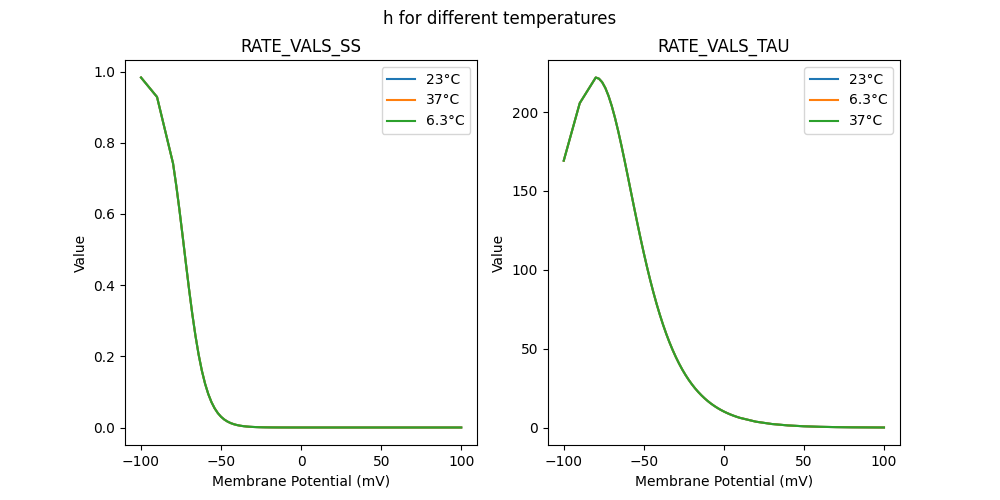 h for different temperatures
RATE_VALS_SS
1.0
0.8
0.6
0.4
0.2
0.0
Value
−100
−50
0
50
100
Membrane Potential (mV)
23°C
37°C
6.3°C
RATE_VALS_TAU
200
150
100
50
0
Value
−100
−50
0
50
100
Membrane Potential (mV)
23°C
6.3°C
37°C